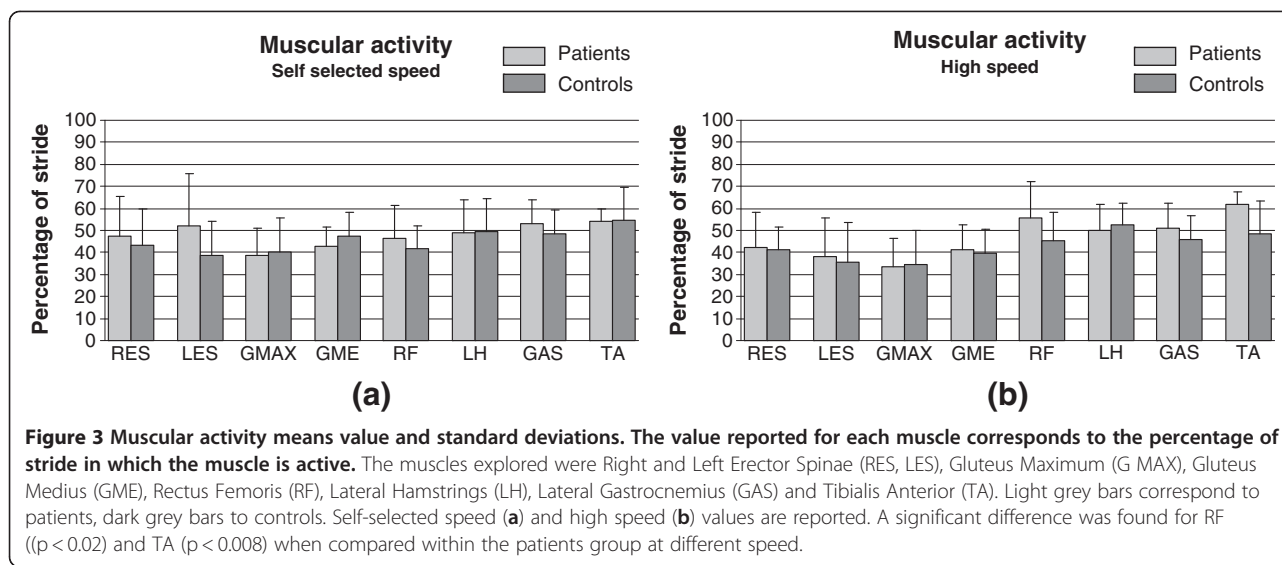 Muscular activity
Self selected speed
Patients
Controls
Percentage of stride
100
90
80
70
60
50
40
30
20
10
0
RES LES GMAX GME RF LH GAS TA
(a)
Muscular activity
High speed
Patients
Controls
Percentage of stride
100
90
80
70
60
50
40
30
20
10
0
RES LES GMAX GME RF LH GAS TA
(b)
Figure 3 Muscular activity means value and standard deviations. The value reported for each muscle corresponds to the percentage of
stride in which the muscle is active. The muscles explored were Right and Left Erector Spinae (RES, LES), Gluteus Maximum (G MAX), Gluteus
Medius (GME), Rectus Femoris (RF), Lateral Hamstrings (LH), Lateral Gastrocnemius (GAS) and Tibialis Anterior (TA). Light grey bars correspond to
patients, dark grey bars to controls. Self-selected speed (a) and high speed (b) values are reported. A significant difference was found for RF
((p < 0.02) and TA (p < 0.008) when compared within the patients group at different speed.